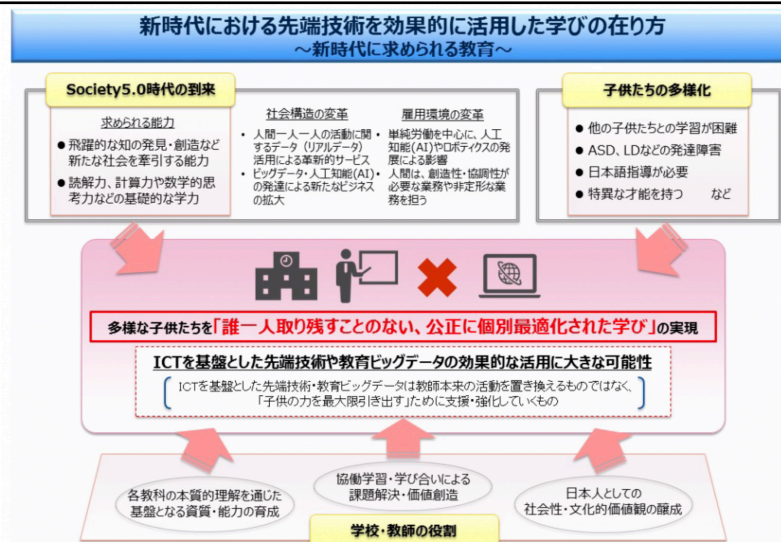 新時代における先端技術を効果的に活用した学びの在り方
~新時代に求められる教育~
Society5.0時代の到来
求められる能力
● 飛躍的な知の発見・創造など
新たな社会を牽引する能力
● 読解力、計算力や数学的思
考力などの基礎的な学力
社会構造の変革
・ 人間一人一人の活動に関
するデータ（リアルデータ）
活用による革新的サービス
・ ビッグデータ・人工知能(AI)
の発達による新たなビジネス
の拡大
雇用環境の変革
・ 単純労働を中心に、人工
知能(AI)やロボティクスの発
展による影響
・ 人間は、創造性・協調性が
必要な業務や非定形な業
務を担う
子供たちの多様化
● 他の子供たちとの学習が困難
● ASD、LDなどの発達障害
● 日本語指導が必要
● 特異な才能を持つ など
多様な子供たちを「誰一人取り残すことのない、公正に個別最適化された学び」の実現
ICTを基盤とした先端技術や教育ビッグデータの効果的な活用に大きな可能性
ICTを基盤とした先端技術・教育ビッグデータは教師本来の活動を置き換えるものではなく、
「子供の力を最大限引き出す」ために支援・強化していくもの
各教科の本質的理解を通じた
基盤となる資質・能力の育成
協働学習・学び合いによる
課題解決・価値創造
日本人としての
社会性・文化的価値観の醸成
学校・教師の役割